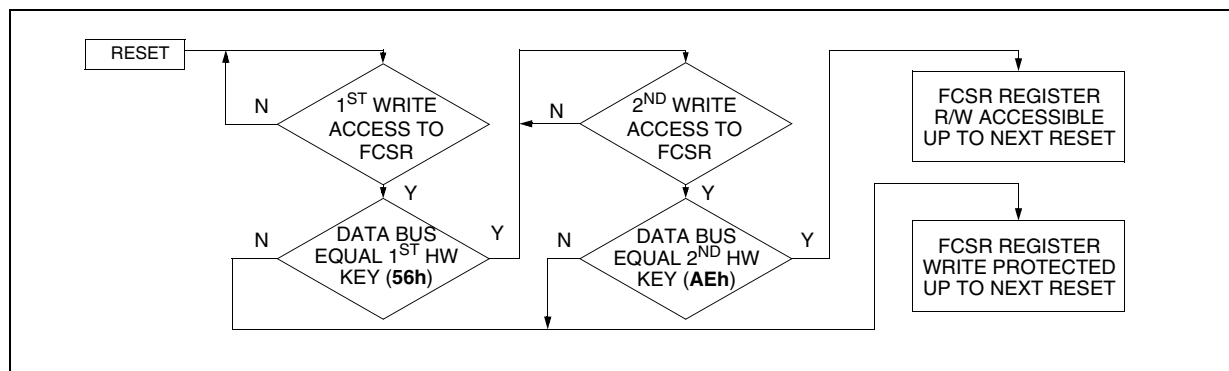 RESET
N
1ST WRITE
ACCESS TO
FCSR
Y
N
DATA BUS
EQUAL 1ST HW
KEY (56h)
Y
N
2ND WRITE
ACCESS TO
FCSR
Y
N
DATA BUS
EQUAL 2ND HW
KEY (AEh)
Y
FCSR REGISTER
R/W ACCESSIBLE
UP TO NEXT RESET
FCSR REGISTER
WRITE PROTECTED
UP TO NEXT RESET